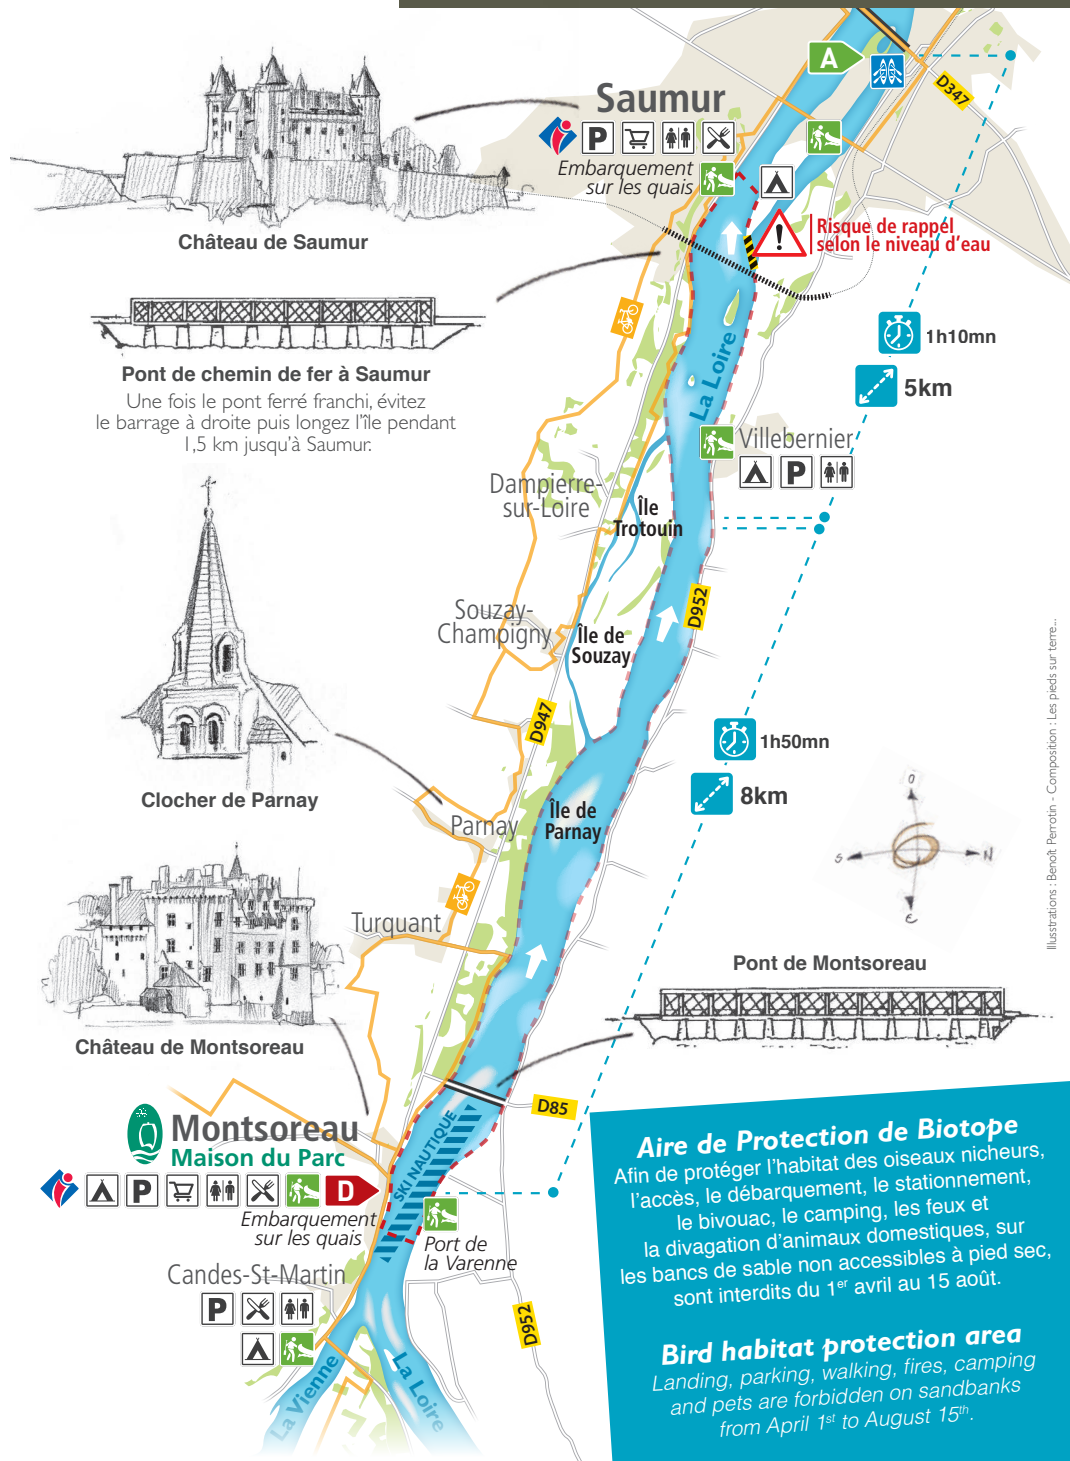 A
D347
Saumur
P
Embarquement
sur les quais
Château de Saumur
Risque de rappel
selon le niveau d'eau
Pont de chemin de fer à Saumur
Une fois le pont ferré franchi, évitez
le barrage à droite puis longez l'île pendant
1,5 km jusqu'à Saumur.
1h10mn
5km
La Loire
Villebernier
P
Dampierre-
sur-Loire
Île
Trotouin
D952
Souzay-
Champigny
Île de
Souzay
D947
1h50mn
8km
Clocher de Parnay
Parnay
Île de
Parnay
O
S
N
E
Illusstrations : Benoît Perrotin - Composition : Les pieds sur terre...
Turquant
Pont de Montsoreau
Château de Montsoreau
D85
Montsoreau
Maison du Parc
P
D
SKI NAUTIQUE
Embarquement
sur les quais
Port de
la Varenne
Candes-St-Martin
P
D952
La Vienne
La Loire
Aire de Protection de Biotope
Afin de protéger l'habitat des oiseaux nicheurs,
l'accès, le débarquement, le stationnement,
le bivouac, le camping, les feux et
la divagation d'animaux domestiques, sur
les bancs de sable non accessibles à pied sec,
sont interdits du 1er avril au 15 août.
Bird habitat protection area
Landing, parking, walking, fires, camping
and pets are forbidden on sandbanks
from April 1st to August 15th.